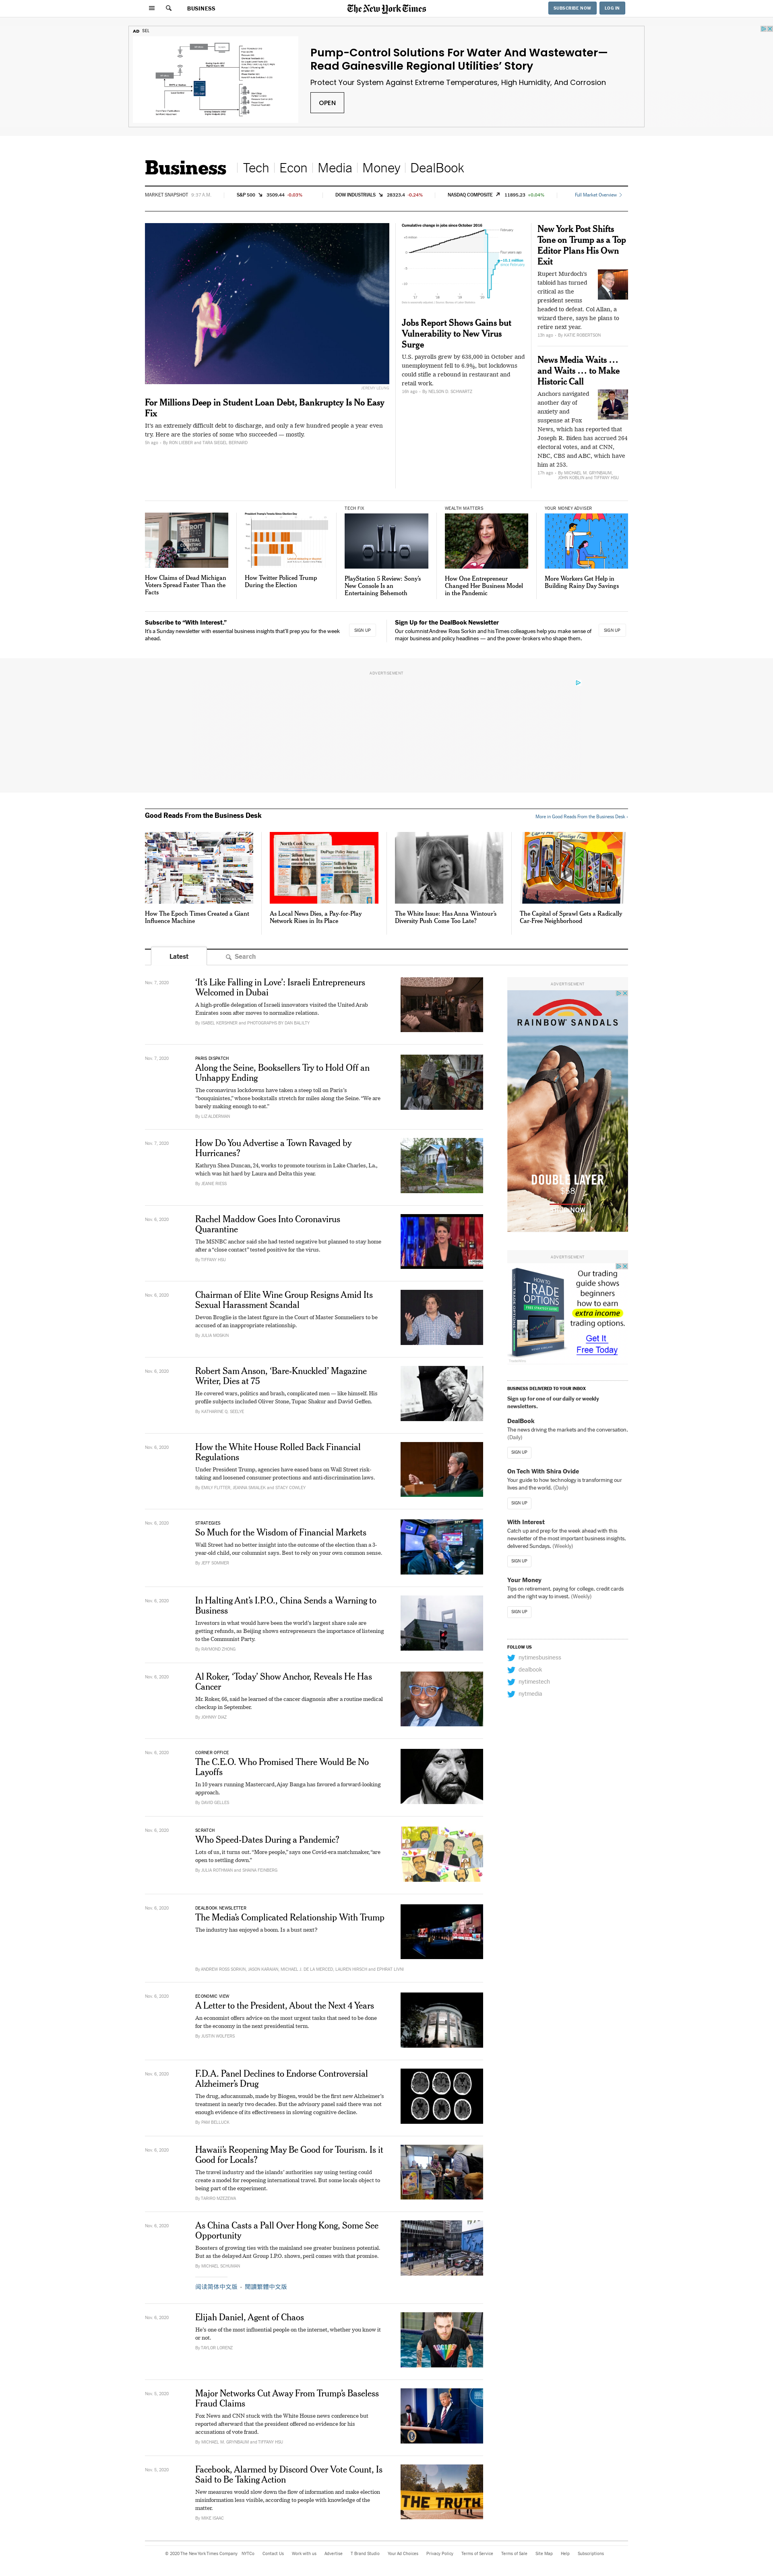 BUSINESS
The New York Times
SUBSCRIBE NOW
LOG IN
AD SEL
Pump-Control Solutions For Water And Wastewater—
Read Gainesville Regional Utilities’ Story
Protect Your System Against Extreme Temperatures, High Humidity, And Corrosion
OPEN
Business
Tech
Econ
Media
Money
DealBook
MARKET SNAPSHOT 9:37 A.M.
S&P 500 3509.44 -0.03%
DOW INDUSTRIALS 28323.4 -0.24%
NASDAQ COMPOSITE 11895.23 +0.04%
Full Market Overview
For Millions Deep in Student Loan Debt, Bankruptcy Is No Easy
Fix
It’s an extremely difficult debt to discharge, and only a few hundred people a year even
try. Here are the stories of some who succeeded — mostly.
By RON LIEBER and TARA SIEGEL BERNARD
Cumulative change in jobs since October 2016
Jobs Report Shows Gains but
Vulnerability to New Virus
Surge
U.S. payrolls grew by 638,000 in October and
unemployment fell to 6.9%, but lockdowns
could stifle a rebound in restaurant and
retail work.
By NELSON D. SCHWARTZ
New York Post Shifts
Tone on Trump as a Top
Editor Plans His Own
Exit
Rupert Murdoch’s
tabloid has turned
critical as the
president seems
headed to defeat. Col Allan, a
wizard there, says he plans to
retire next year.
By KATIE ROBERTSON
News Media Waits …
and Waits … to Make
Historic Call
Anchors navigated
another day of
anxiety and
suspense at Fox
News, which has reported that
Joseph R. Biden has accrued 264
electoral votes, and at CNN,
NBC, CBS and ABC, which have
him at 253.
17h ago By MICHAEL M. GRYNBAUM,
JOHN KOBLIN and TIFFANY HSU
How Claims of Dead Michigan
Voters Spread Faster Than the
Facts
How Twitter Policed Trump
During the Election
TECH FIX
PlayStation 5 Review: Sony’s
New Console Is an
Entertaining Behemoth
WEALTH MATTERS
How One Entrepreneur
Changed Her Business Model
in the Pandemic
YOUR MONEY ADVISER
More Workers Get Help in
Building Rainy Day Savings
Subscribe to “With Interest.”
It’s a Sunday newsletter with essential business insights that’ll prep you for the week
ahead.
SIGN UP
Sign Up for the DealBook Newsletter
Our columnist Andrew Ross Sorkin and his Times colleagues help you make sense of
major business and policy headlines — and the power-brokers who shape them.
SIGN UP
ADVERTISEMENT
Good Reads From the Business Desk
More in Good Reads From the Business Desk ›
How The Epoch Times Created a Giant
Influence Machine
As Local News Dies, a Pay-for-Play
Network Rises in Its Place
The White Issue: Has Anna Wintour’s
Diversity Push Come Too Late?
The Capital of Sprawl Gets a Radically
Car-Free Neighborhood
Latest
Search
Nov. 7, 2020
‘It’s Like Falling in Love’: Israeli Entrepreneurs
Welcomed in Dubai
A high-profile delegation of Israeli innovators visited the United Arab
Emirates soon after moves to normalize relations.
By ISABEL KERSHNER and PHOTOGRAPHS BY DAN BALILTY
Nov. 7, 2020
PARIS DISPATCH
Along the Seine, Booksellers Try to Hold Off an
Unhappy Ending
The coronavirus lockdowns have taken a steep toll on Paris’s
“bouquinistes,” whose bookstalls stretch for miles along the Seine. “We are
barely making enough to eat.”
By LIZ ALDERMAN
Nov. 7, 2020
How Do You Advertise a Town Ravaged by
Hurricanes?
Kathryn Shea Duncan, 24, works to promote tourism in Lake Charles, La.,
which was hit hard by Laura and Delta this year.
Nov. 6, 2020
Rachel Maddow Goes Into Coronavirus
Quarantine
The MSNBC anchor said she had tested negative but planned to stay home
after a “close contact” tested positive for the virus.
By TIFFANY HSU
Nov. 6, 2020
Chairman of Elite Wine Group Resigns Amid Its
Sexual Harassment Scandal
Devon Broglie is the latest figure in the Court of Master Sommeliers to be
accused of an inappropriate relationship.
By JULIA MOSKIN
Nov. 6, 2020
Robert Sam Anson, ‘Bare-Knuckled’ Magazine
Writer, Dies at 75
He covered wars, politics and brash, complicated men — like himself. His
profile subjects included Oliver Stone, Tupac Shakur and David Geffen.
By KATHARINE Q. SEELYE
Nov. 6, 2020
How the White House Rolled Back Financial
Regulations
Under President Trump, agencies have eased bans on Wall Street risk-
taking and loosened consumer protections and anti-discrimination laws.
By EMILY FLITTER, JEANNA SMIALEK and STACY COWLEY
Nov. 6, 2020
STRATEGIES
So Much for the Wisdom of Financial Markets
Wall Street had no better insight into the outcome of the election than a 3-
year-old child, our columnist says. Best to rely on your own common sense.
By JEFF SOMMER
Nov. 6, 2020
In Halting Ant’s I.P.O., China Sends a Warning to
Business
Investors in what would have been the world’s largest share sale are
getting refunds, as Beijing shows entrepreneurs the importance of listening
to the Communist Party.
By RAYMOND ZHONG
Nov. 6, 2020
Al Roker, ‘Today’ Show Anchor, Reveals He Has
Cancer
Mr. Roker, 66, said he learned of the cancer diagnosis after a routine medical
checkup in September.
By JOHNNY DIAZ
Nov. 6, 2020
CORNER OFFICE
The C.E.O. Who Promised There Would Be No
Layoffs
In 10 years running Mastercard, Ajay Banga has favored a forward-looking
approach.
By DAVID GELLES
Nov. 6, 2020
SCRATCH
Who Speed-Dates During a Pandemic?
Lots of us, it turns out. “More people,” says one Covid-era matchmaker, “are
open to settling down.”
By JULIA ROTHMAN and SHAINA FEINBERG
Nov. 6, 2020
DEALBOOK NEWSLETTER
The Media’s Complicated Relationship With Trump
The industry has enjoyed a boom. Is a bust next?
By ANDREW ROSS SORKIN, JASON KARAIAN, MICHAEL J. DE LA MERCED, LAUREN HIRSCH and EPHRAT LIVNI
Nov. 6, 2020
ECONOMIC VIEW
A Letter to the President, About the Next 4 Years
An economist offers advice on the most urgent tasks that need to be done
for the economy in the next presidential term.
By JUSTIN WOLFERS
Nov. 6, 2020
F.D.A. Panel Declines to Endorse Controversial
Alzheimer’s Drug
The drug, aducanumab, made by Biogen, would be the first new Alzheimer’s
treatment in nearly two decades. But the advisory panel said there was not
enough evidence of its effectiveness in slowing cognitive decline.
By PAM BELLUCK
Nov. 6, 2020
Hawaii’s Reopening May Be Good for Tourism. Is it
Good for Locals?
The travel industry and the islands’ authorities say using testing could
create a model for reopening international travel. But some locals object to
being part of the experiment.
By TARIRO MZEZEWA
Nov. 6, 2020
As China Casts a Pall Over Hong Kong, Some See
Opportunity
Boosters of growing ties with the mainland see greater business potential.
But as the delayed Ant Group I.P.O. shows, peril comes with that promise.
By MICHAEL SCHUMAN
阅读简体中文版 • 閱讀繁體中文版
Nov. 6, 2020
Elijah Daniel, Agent of Chaos
He’s one of the most influential people on the internet, whether you know it
or not.
By TAYLOR LORENZ
Nov. 5, 2020
Major Networks Cut Away From Trump’s Baseless
Fraud Claims
Fox News and CNN stuck with the White House news conference but
reported afterward that the president offered no evidence for his
accusations of vote fraud.
By MICHAEL M. GRYNBAUM and TIFFANY HSU
Nov. 5, 2020
Facebook, Alarmed by Discord Over Vote Count, Is
Said to Be Taking Action
New measures would slow down the flow of information and make election
misinformation less visible, according to people with knowledge of the
matter.
By MIKE ISAAC
THE TRUTH
ADVERTISEMENT
RAINBOW SANDALS
DOUBLE LAYER
ADVERTISEMENT
HOW TO
TRADE
OPTIONS
Our trading
guide shows
beginners
how to earn
extra income
trading options.
Get It
Free Today
BUSINESS DELIVERED TO YOUR INBOX
Sign up for one of our daily or weekly
newsletters.
DealBook
The news driving the markets and the conversation.
(Daily)
SIGN UP
On Tech With Shira Ovide
Your guide to how technology is transforming our
lives and the world. (Daily)
SIGN UP
With Interest
Catch up and prep for the week ahead with this
newsletter of the most important business insights,
delivered Sundays. (Weekly)
SIGN UP
Your Money
Tips on retirement, paying for college, credit cards
and the right way to invest. (Weekly)
SIGN UP
FOLLOW US
nytimesbusiness
dealbook
nytimestech
nytmedia
© 2020 The New York Times Company NYTCo Contact Us Work with us Advertise T Brand Studio Your Ad Choices Privacy Policy Terms of Service Terms of Sale Site Map Help Subscriptions